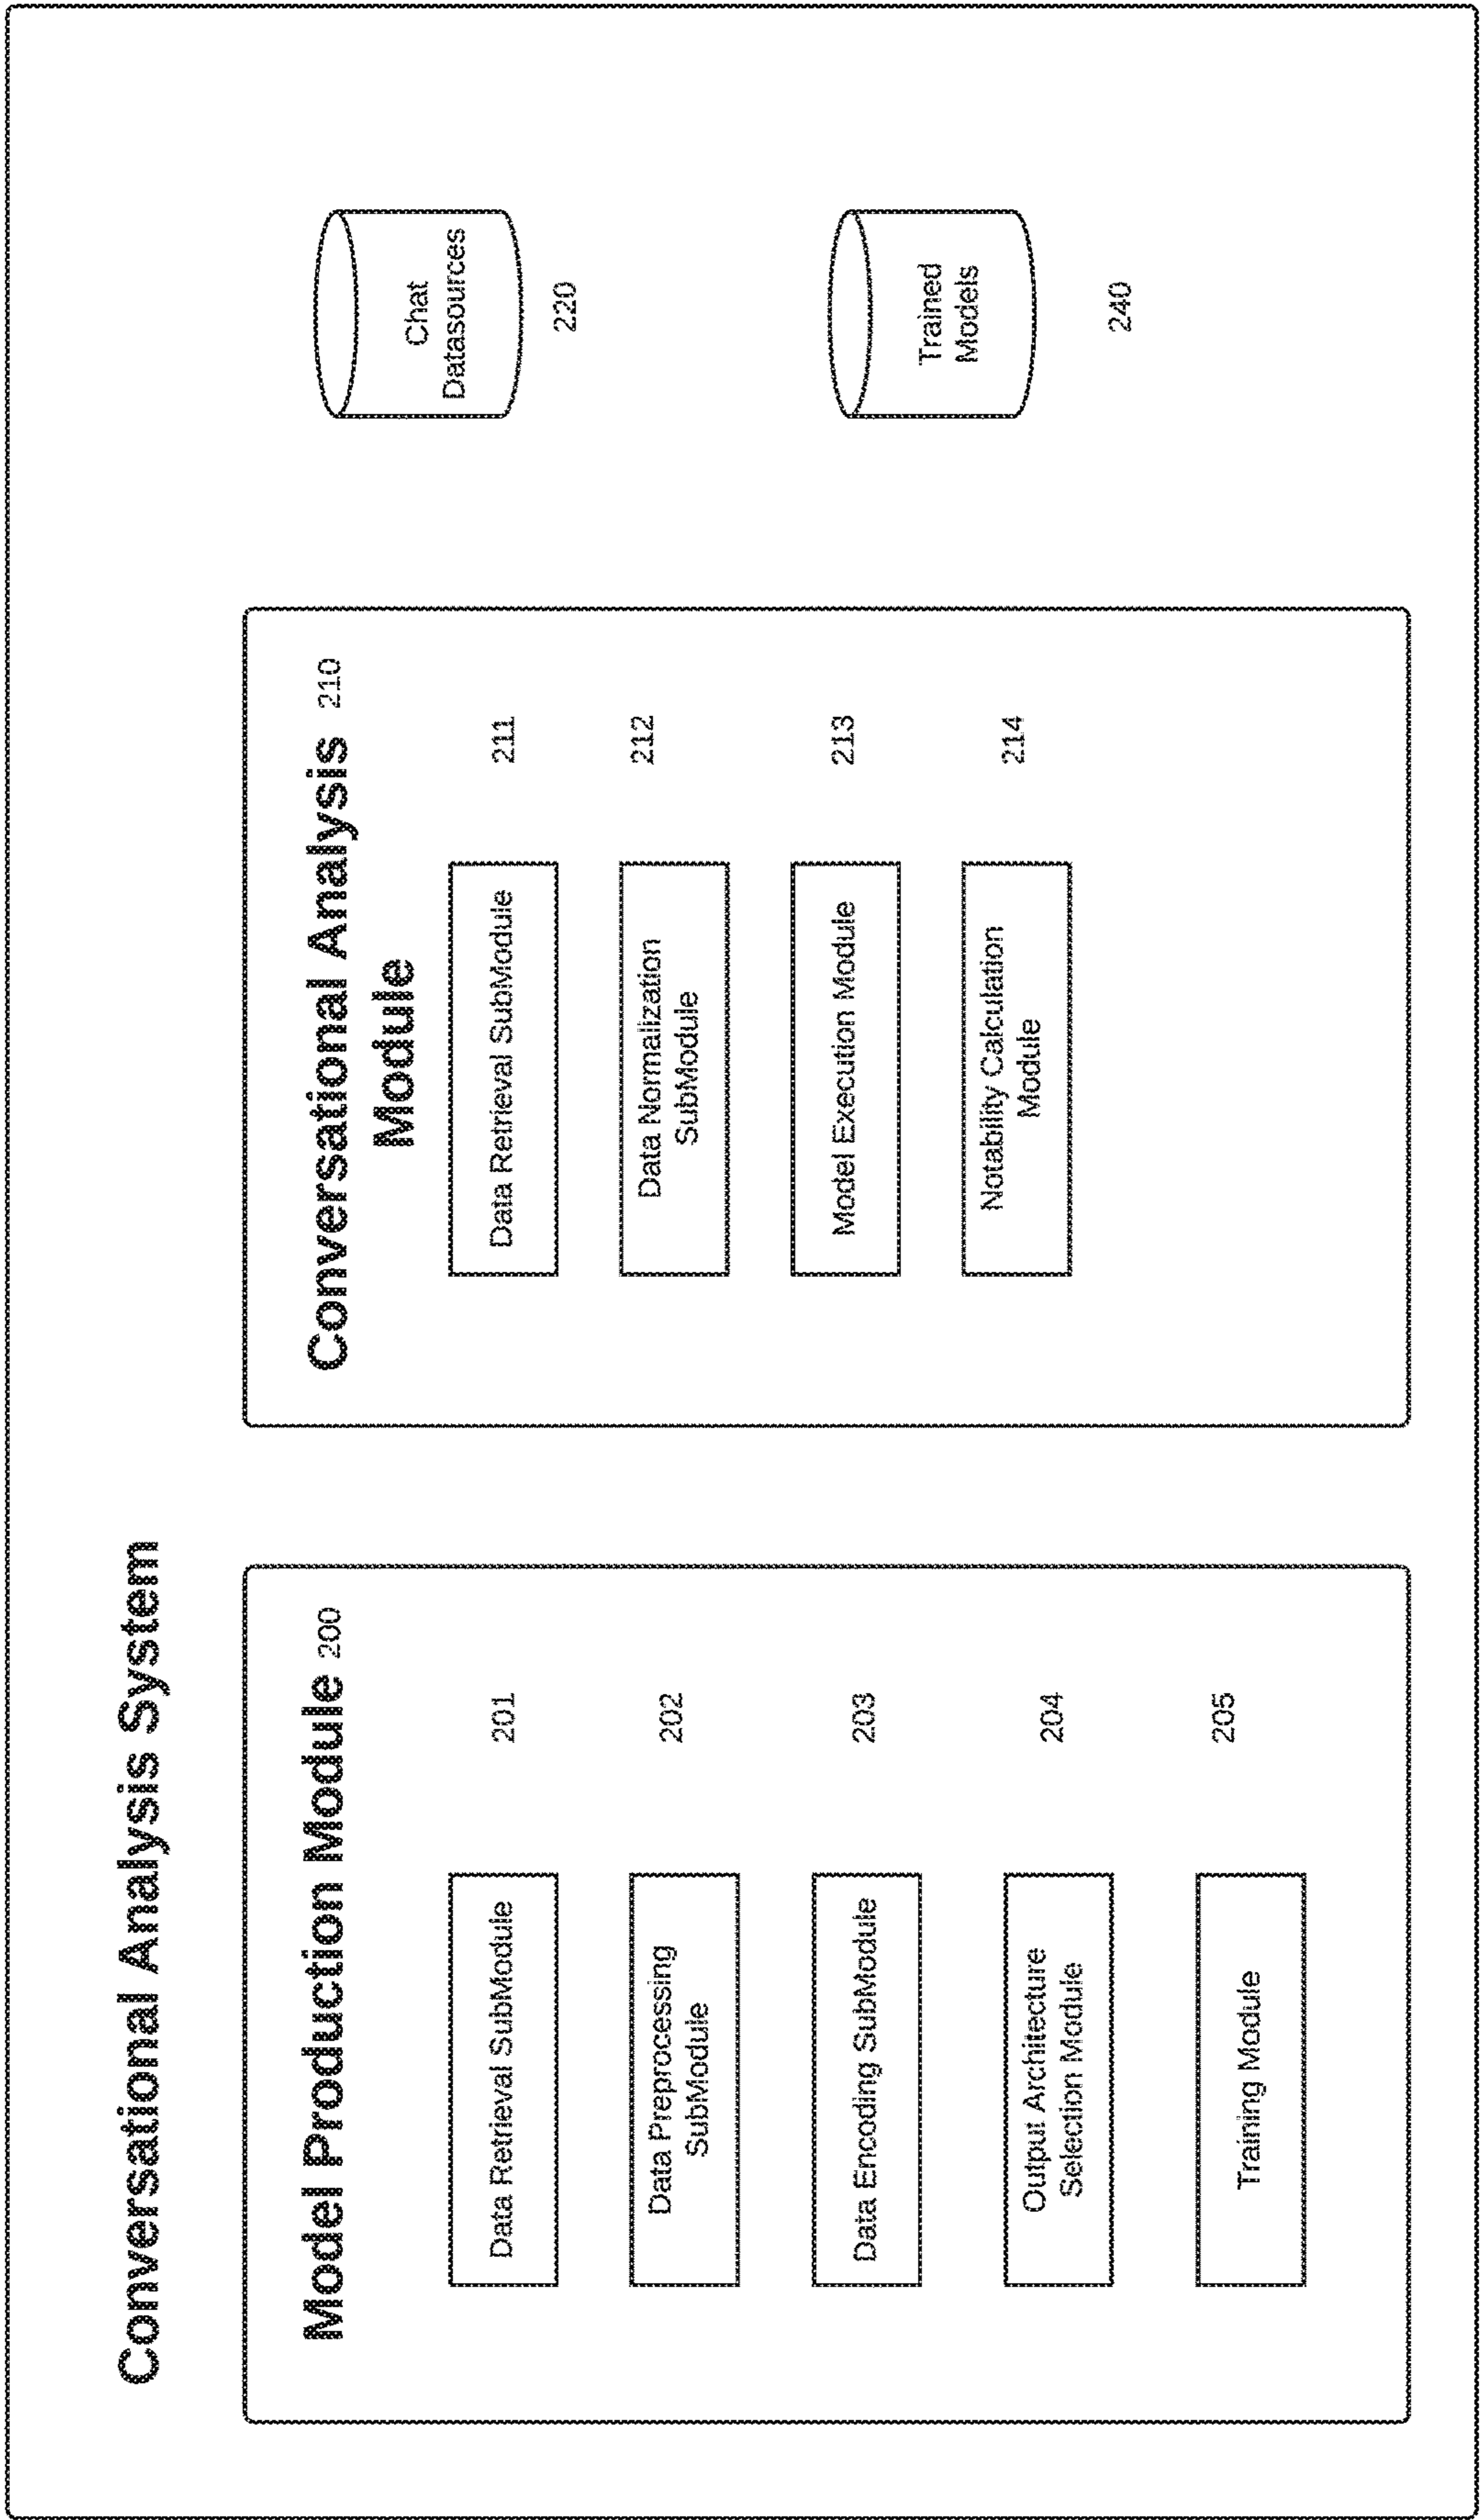 Conversational Analysis System
Model Production Module 200
Data Retrieval SubModule
201
Data Preprocessing
SubModule
202
Data Encoding SubModule
203
Output Architecture
Selection Module
204
Training Module
205
Conversational Analysis 210
Module
Data Retrieval SubModule
211
Data Normalization
SubModule
212
Model Execution Module
213
Notability Calculation
Module
214
Chat
Datasources
220
Trained
Models
240